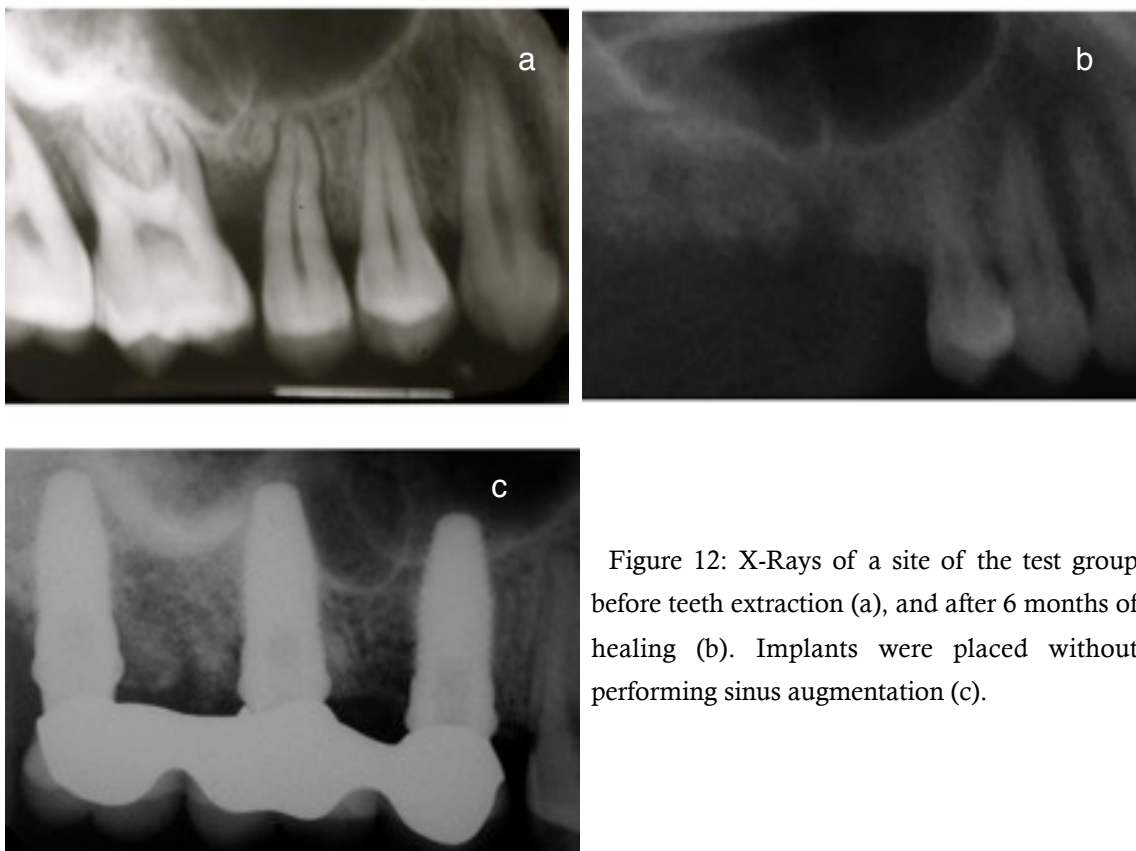 a
b
c
Figure 12: X-Rays of a site of the test group
before teeth extraction (a), and after 6 months of
healing (b). Implants were placed without
performing sinus augmentation (c).